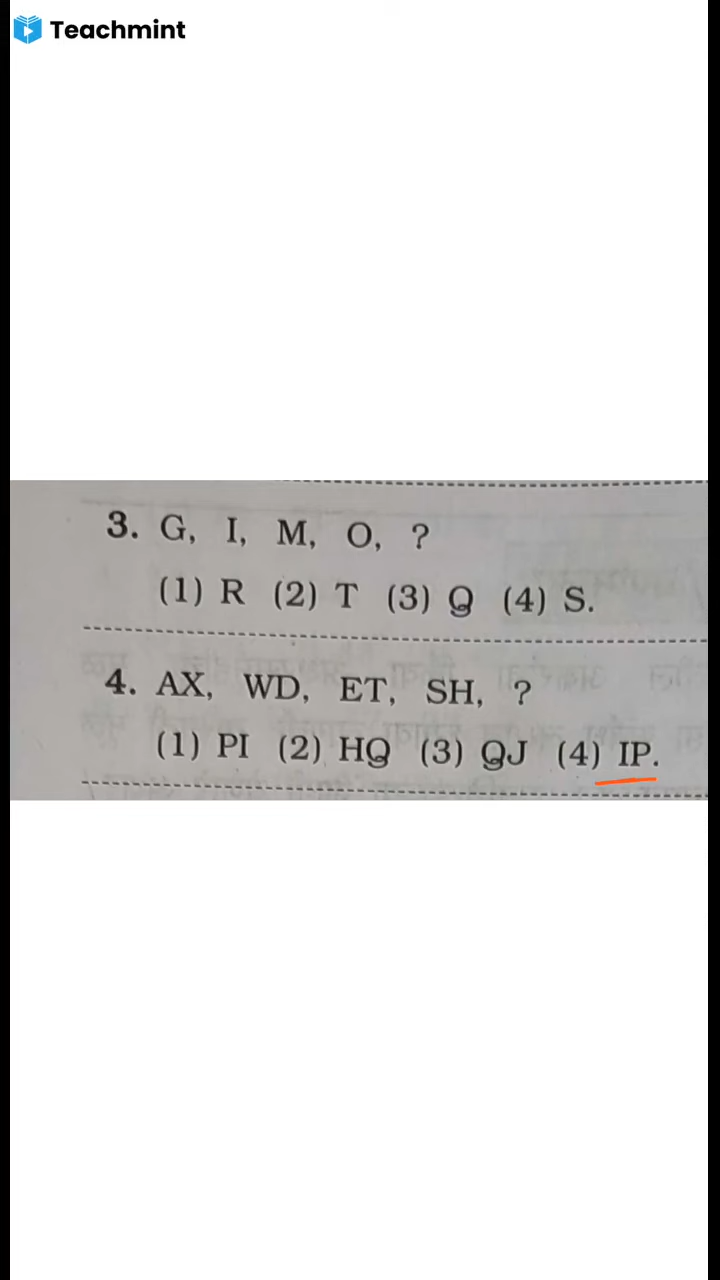 Teachmint
3. G, I, M, O, ?
(1) R (2) T (3) Q (4) S.
4. AX, WD, ET, SH, ?
(1) PI (2) HQ (3) QJ (4) IP.